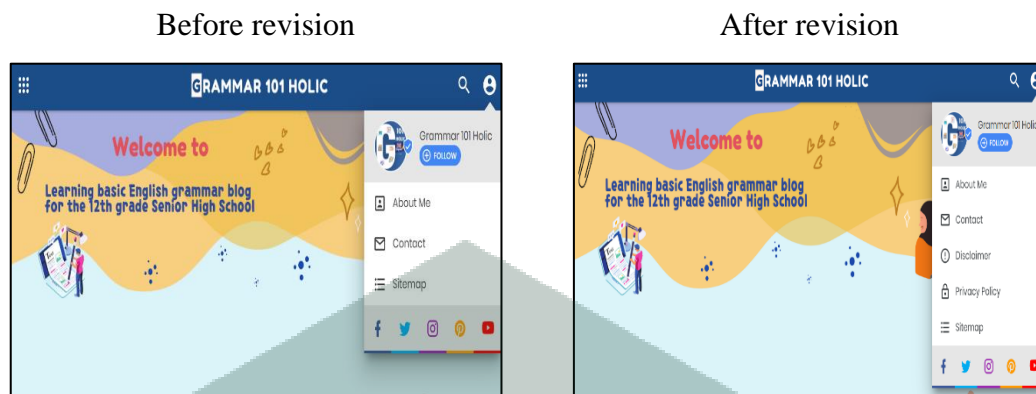 Before revision
GRAMMAR 101 HOLIC
Welcome to
Learning basic English grammar blog
for the 12th grade Senior High School
Grammar 101 Holic
FOLLOW
About Me
Contact
Sitemap
After revision
GRAMMAR 101 HOLIC
Welcome to
Learning basic English grammar blog
for the 12th grade Senior High School
Grammar 101 Holic
FOLLOW
About Me
Contact
Disclaimer
Privacy Policy
Sitemap